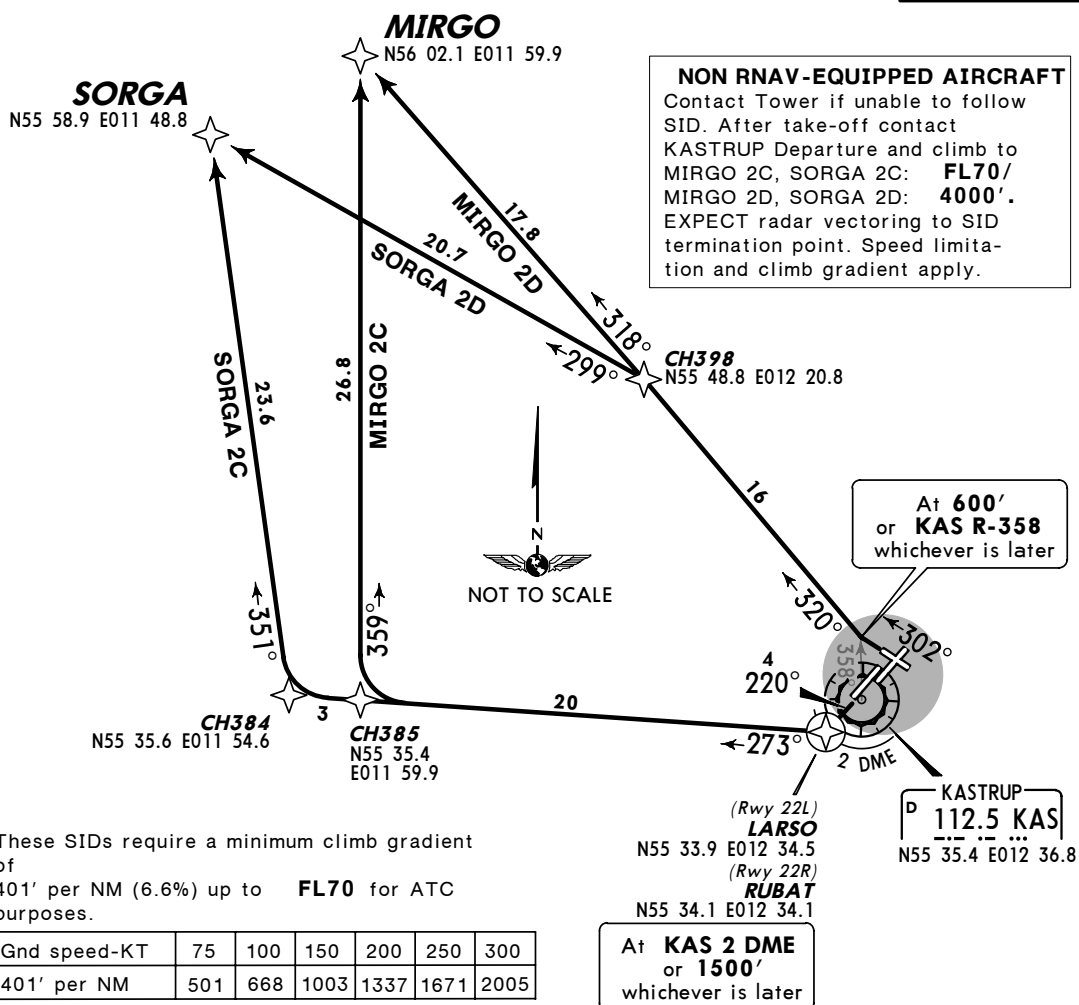 MIRGO
N56 02.1 E011 59.9
SORGA
N55 58.9 E011 48.8
NON RNAV-EQUIPPED AIRCRAFT
Contact Tower if unable to follow
SID. After take-off contact
KASTRUP Departure and climb to
MIRGO 2C, SORGA 2C: FL70/
MIRGO 2D, SORGA 2D: 4000'.
EXPECT radar vectoring to SID
termination point. Speed limita-
tion and climb gradient apply.
17.8
MIRGO 2D
20.7
SORGA 2D
318°
299°
CH398
N55 48.8 E012 20.8
SORGA 2C
23.6
26.8
MIRGO 2C
16
At 600'
or KAS R-358
whichever is later
N
NOT TO SCALE
351°
359°
320°
302°
358°
4
220°
CH384
N55 35.6 E011 54.6
3
CH385
N55 35.4
E011 59.9
20
273°
2 DME
KASTRUP
D 112.5 KAS
N55 35.4 E012 36.8
(Rwy 22L)
LARSO
N55 33.9 E012 34.5
(Rwy 22R)
RUBAT
N55 34.1 E012 34.1
At KAS 2 DME
or 1500'
whichever is later
These SIDs require a minimum climb gradient
of
401' per NM (6.6%) up to FL70 for ATC
purposes.
Gnd speed-KT 75 100 150 200 250 300
401' per NM 501 668 1003 1337 1671 2005